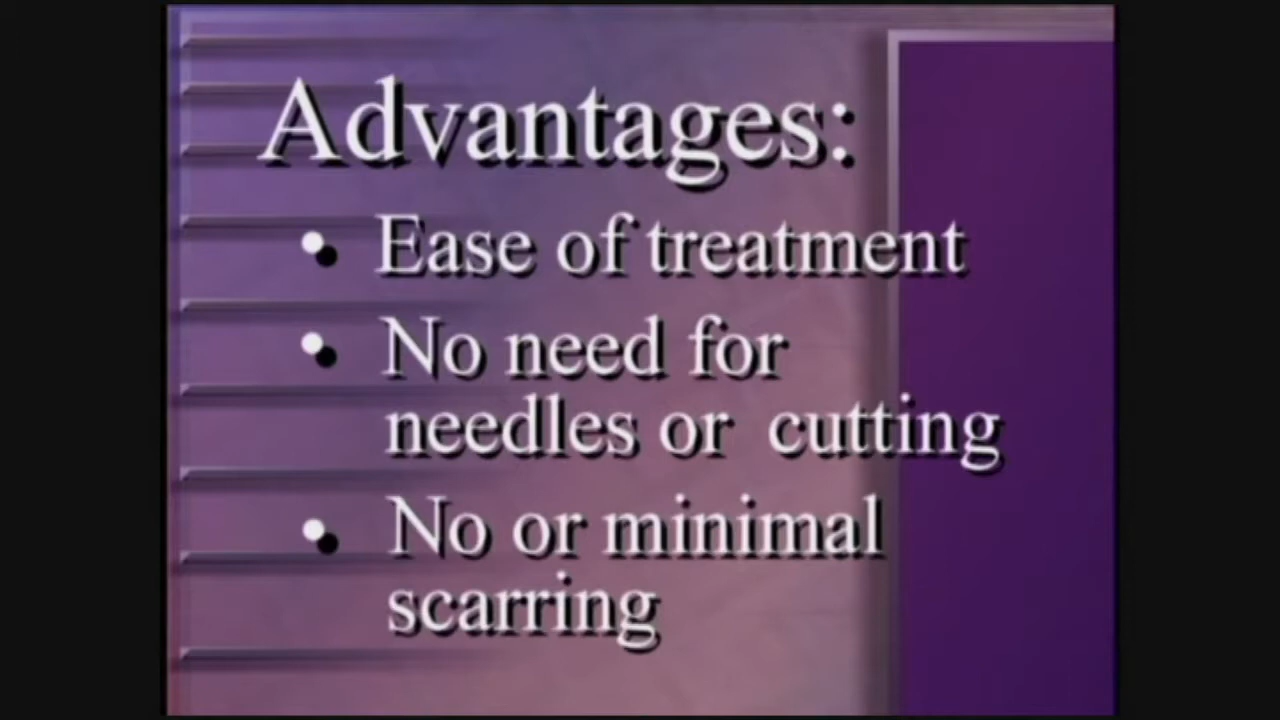 Advantages:
• Ease of treatment
• No need for
needles or cutting
• No or minimal
scarring